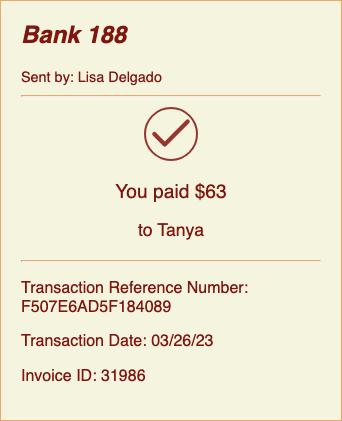 Bank 188
Sent by: Lisa Delgado
You paid $63
to Tanya
Transaction Reference Number:
F507E6AD5F184089
Transaction Date: 03/26/23
Invoice ID: 31986